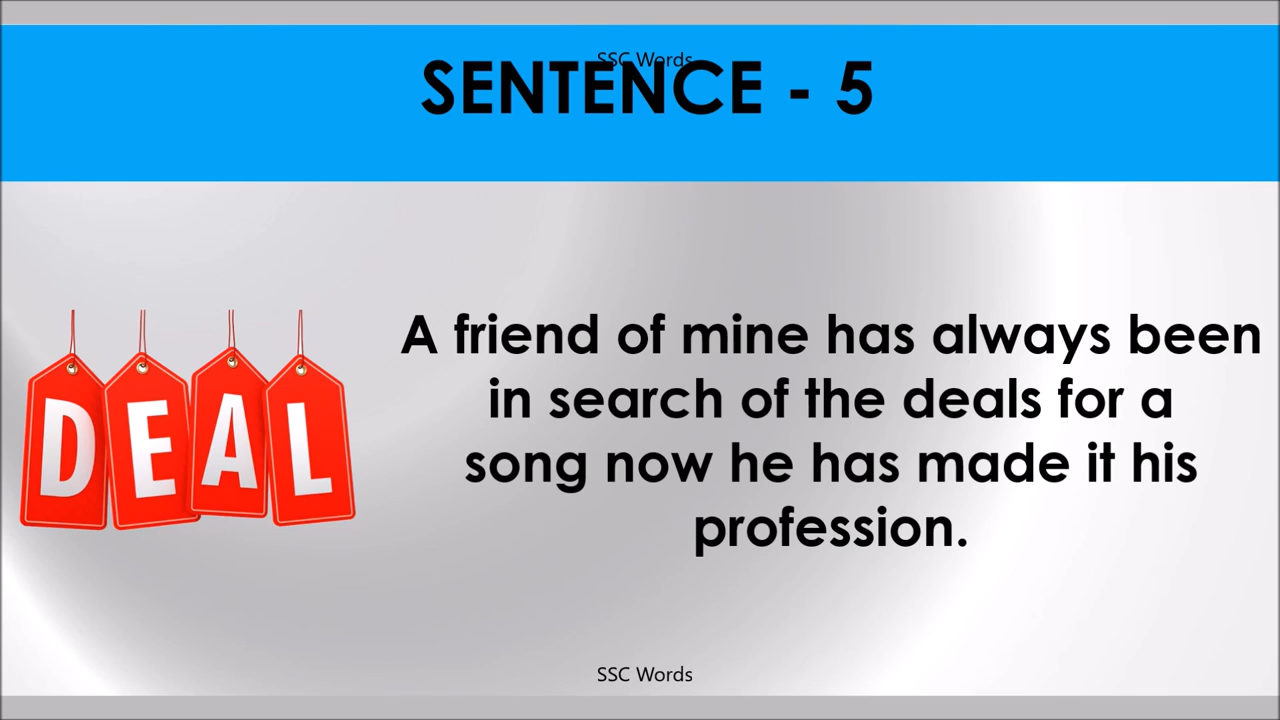 SSC Words
SENTENCE - 5
DEAL
A friend of mine has always been
in search of the deals for a
song now he has made it his
profession.
SSC Words